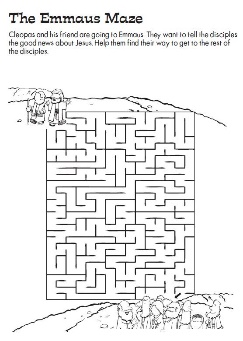 The Emmaus Maze
Cleopas and his friend are going to Emmaus. They want to tell the disciples
the good news about Jesus. Help them find their way to get to the rest of
the disciples.